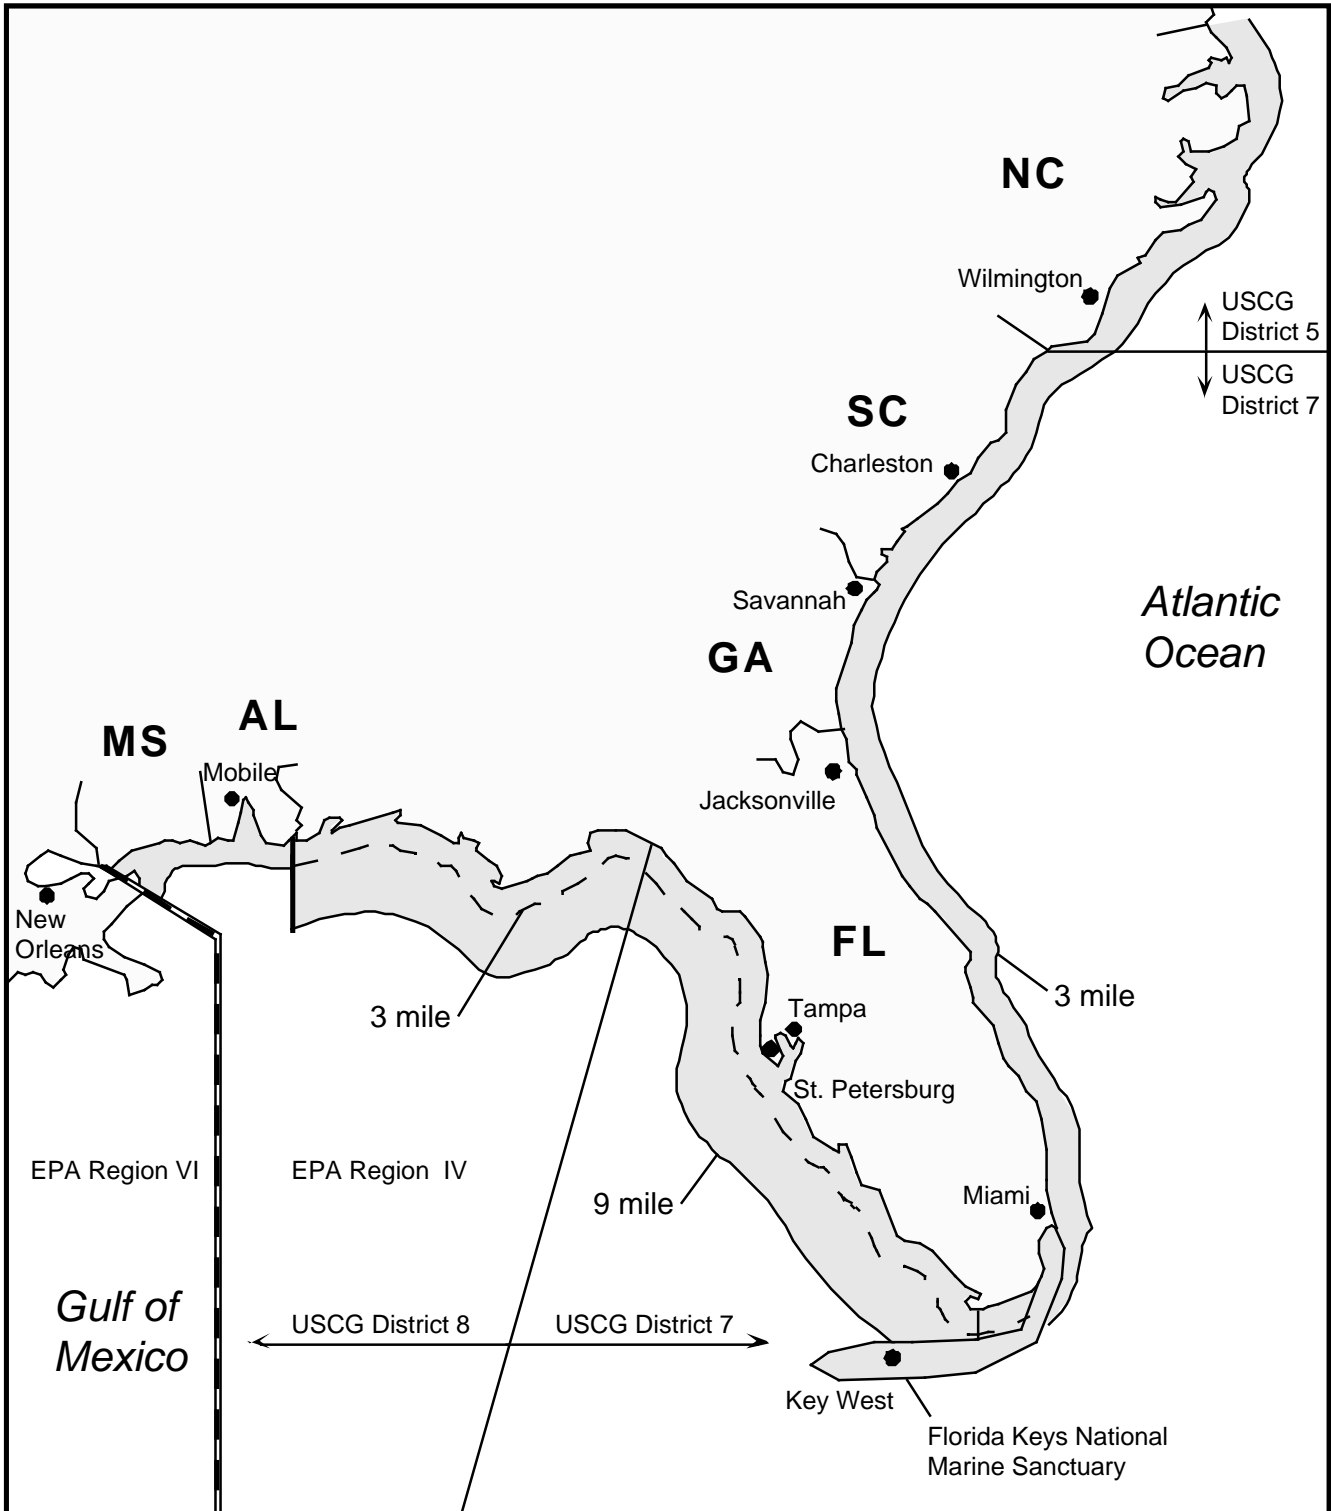 NC
Wilmington
USCG
District 5
USCG
District 7
SC
Charleston
Savannah
Atlantic
Ocean
GA
AL
MS
Mobile
Jacksonville
New
Orleans
FL
3 mile
3 mile
Tampa
St. Petersburg
EPA Region VI
EPA Region IV
9 mile
Miami
Gulf of
Mexico
USCG District 8
USCG District 7
Key West
Florida Keys National
Marine Sanctuary